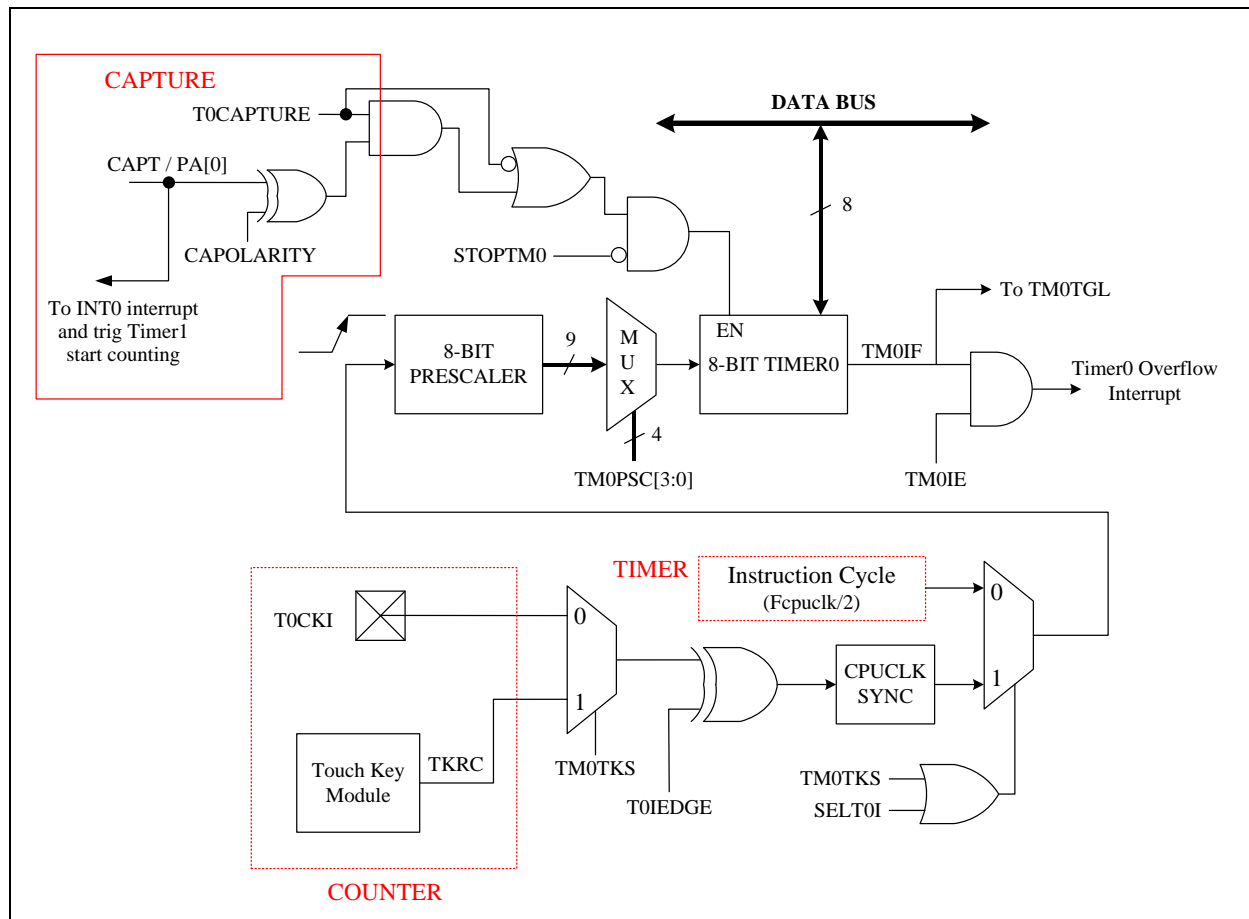 CAPTURE
T0CAPTURE
DATA BUS
CAPT / PA[0]
8
CAPOLARITY
STOPTM0
To INT0 interrupt
and trig Timer1
start counting
To TM0TGL
8-BIT
PRESCALER
9
M
U
X
EN
8-BIT TIMER0
TM0IF
Timer0 Overflow
Interrupt
4
TM0PSC[3:0]
TM0IE
TIMER
Instruction Cycle
(Fcpuclk/2)
0
T0CKI
0
CPUCLK
SYNC
1
1
Touch Key
Module
TKRC
TM0TKS
T0IEDGE
TM0TKS
SELT0I
COUNTER